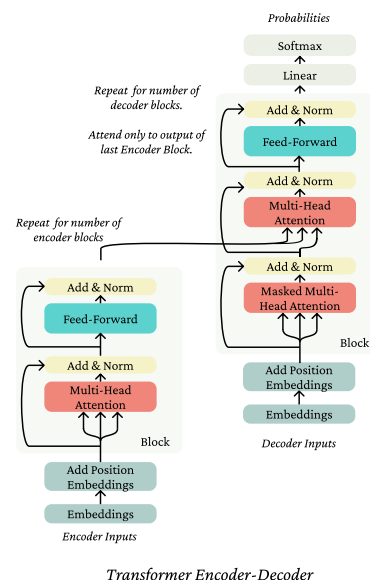 Probabilities
Softmax
Linear
Repeat for number of
decoder blocks.
Attend only to output of
last Encoder Block.
Add & Norm
Feed-Forward
Add & Norm
Multi-Head
Attention
Add & Norm
Masked Multi-
Head Attention
Block
Add Position
Embeddings
Embeddings
Decoder Inputs
Repeat for number of
encoder blocks
Add & Norm
Feed-Forward
Add & Norm
Multi-Head
Attention
Block
Add Position
Embeddings
Embeddings
Encoder Inputs
Transformer Encoder-Decoder